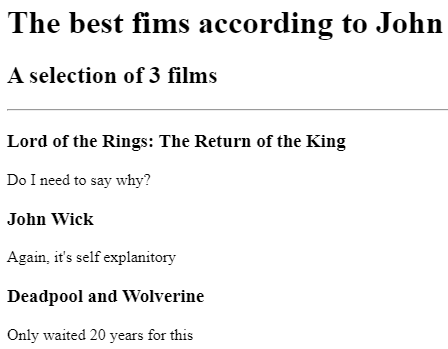 The best fims according to John
A selection of 3 films
Lord of the Rings: The Return of the King
Do I need to say why?
John Wick
Again, it's self explanitory
Deadpool and Wolverine
Only waited 20 years for this